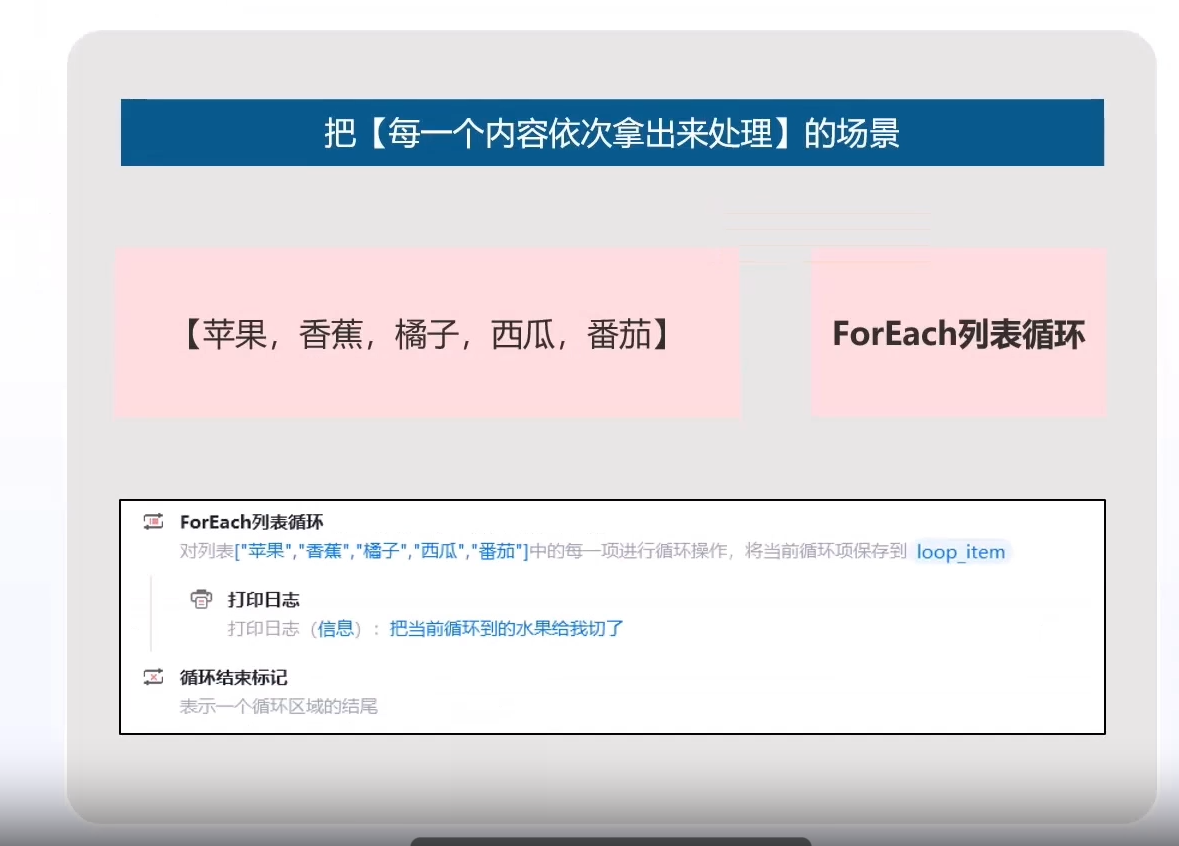 把【每一个内容依次拿出来处理】的场景
【苹果，香蕉，橘子，西瓜，番茄】
ForEach列表循环
ForEach列表循环
对列表["苹果","香蕉","橘子","西瓜","番茄"]中的每一项进行循环操作，将当前循环项保存到 loop_item
打印日志
打印日志（信息）：把当前循环到的水果给我切了
循环结束标记
表示一个循环区域的结尾